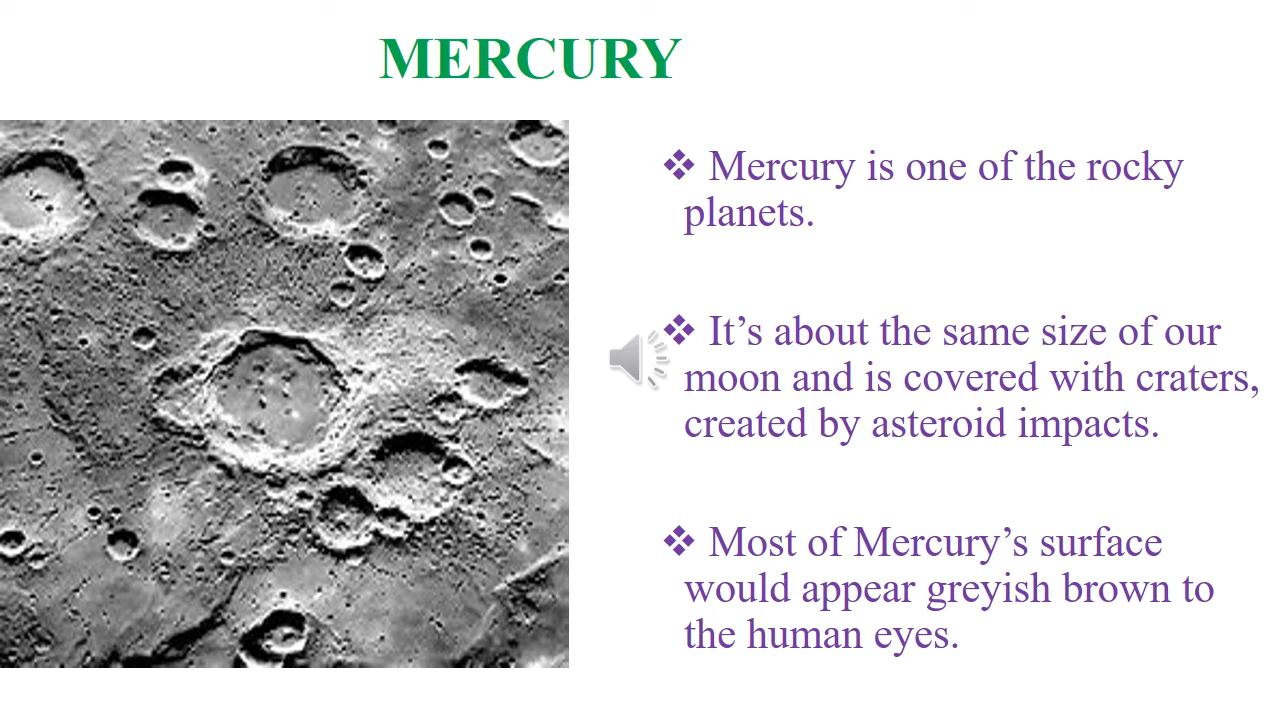 MERCURY
❖ Mercury is one of the rocky
planets.
❖ It’s about the same size of our
moon and is covered with craters,
created by asteroid impacts.
❖ Most of Mercury’s surface
would appear greyish brown to
the human eyes.